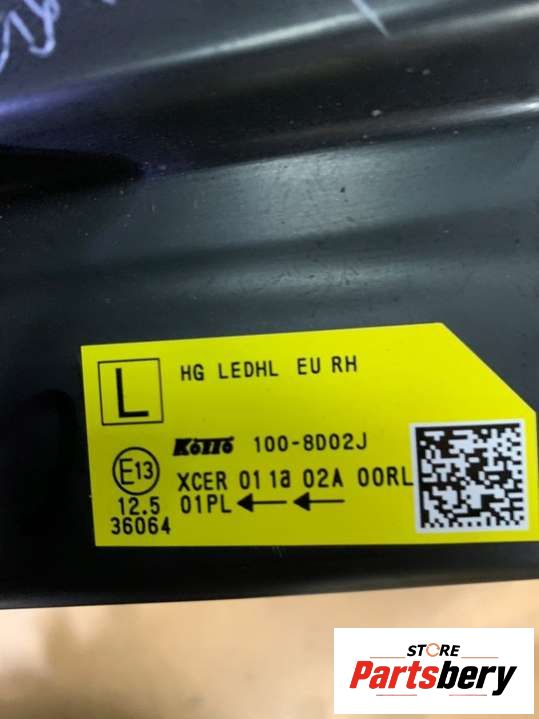 L
HG LEDHL EU RH
KOITO 100-8D02J
E13
XCER 01 1a 02A 00RL
12.5 01PL
36064
STORE
Partsbery